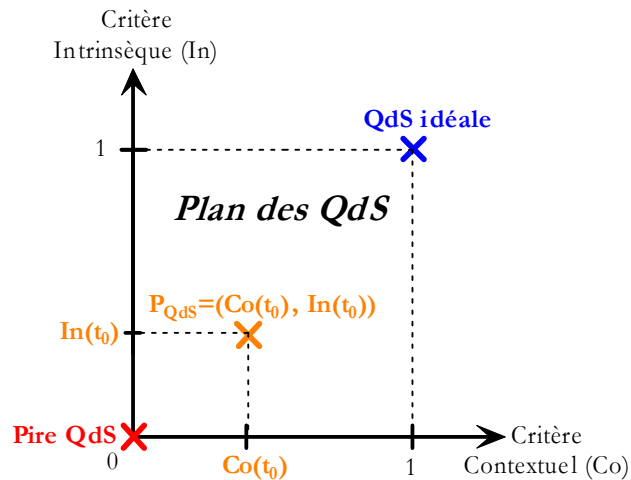 Critère
Intrinsèque (In)
QdS idéale
1
Plan des QdS
P_QdS=(Co(t₀), In(t₀))
In(t₀)
Pire QdS
0
Co(t₀)
1
Critère
Contextuel (Co)